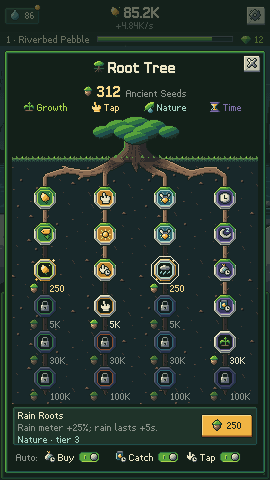 86
85.2K
+4.84K/s
1 · Riverbed Pebble
12
Root Tree
312 Ancient Seeds
Growth Tap Nature Time
250 250
5K 5K 5K
30K 30K 30K 30K
100K 100K 100K 100K
Rain Roots
Rain meter +25%; rain lasts +5s.
Nature · tier 3
250
Auto: Buy Catch Tap